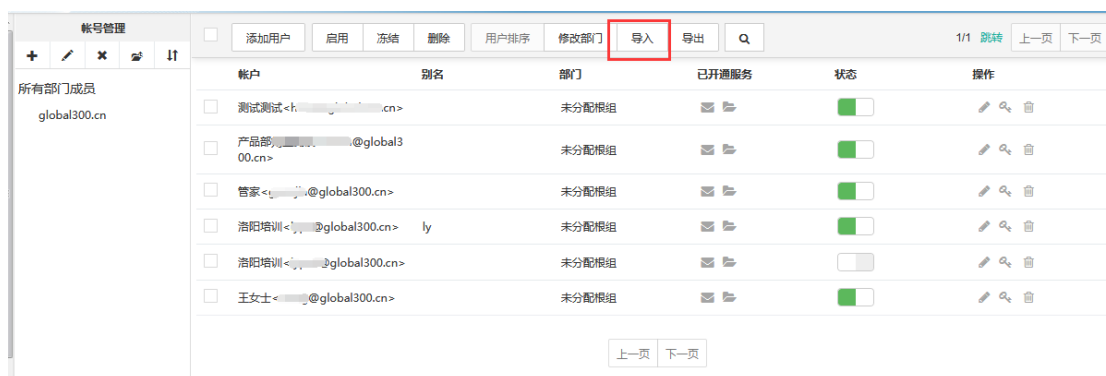 帐号管理
添加用户 启用 冻结 删除 用户排序 修改部门 导入 导出 1/1 跳转 上一页 下一页
所有部门成员
global300.cn
帐户 别名 部门 已开通服务 状态 操作
测试测试<h .cn> 未分配根组
产品部 @global3
00.cn> 未分配根组
管家< @global300.cn> 未分配根组
洛阳培训< @global300.cn> ly 未分配根组
洛阳培训< @global300.cn> 未分配根组
王女士< @global300.cn> 未分配根组
上一页 下一页